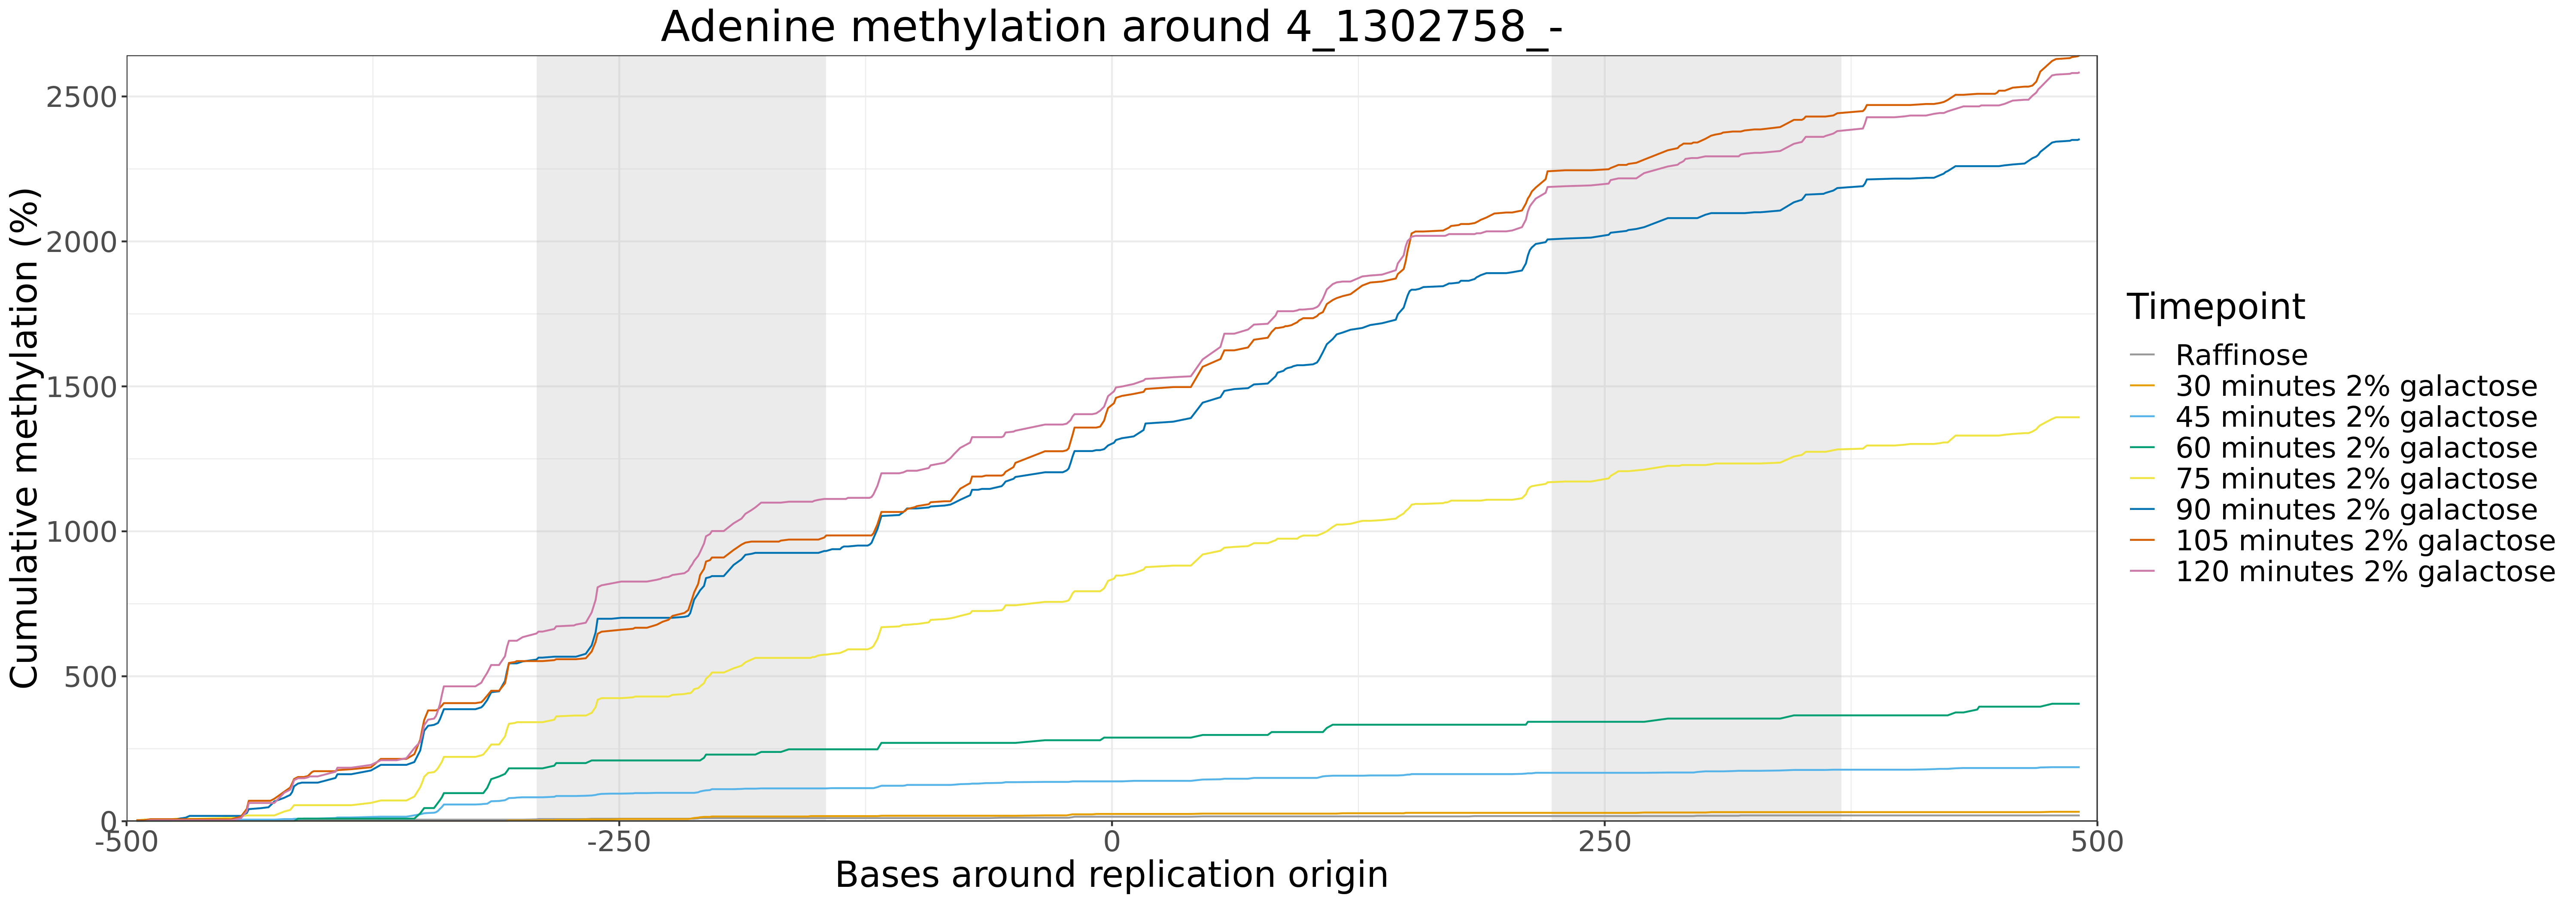 Adenine methylation around 4_1302758_-
Cumulative methylation (%)
2500
2000
1500
1000
500
0
-500
-250
0
250
500
Bases around replication origin
Timepoint
Raffinose
30 minutes 2% galactose
45 minutes 2% galactose
60 minutes 2% galactose
75 minutes 2% galactose
90 minutes 2% galactose
105 minutes 2% galactose
120 minutes 2% galactose